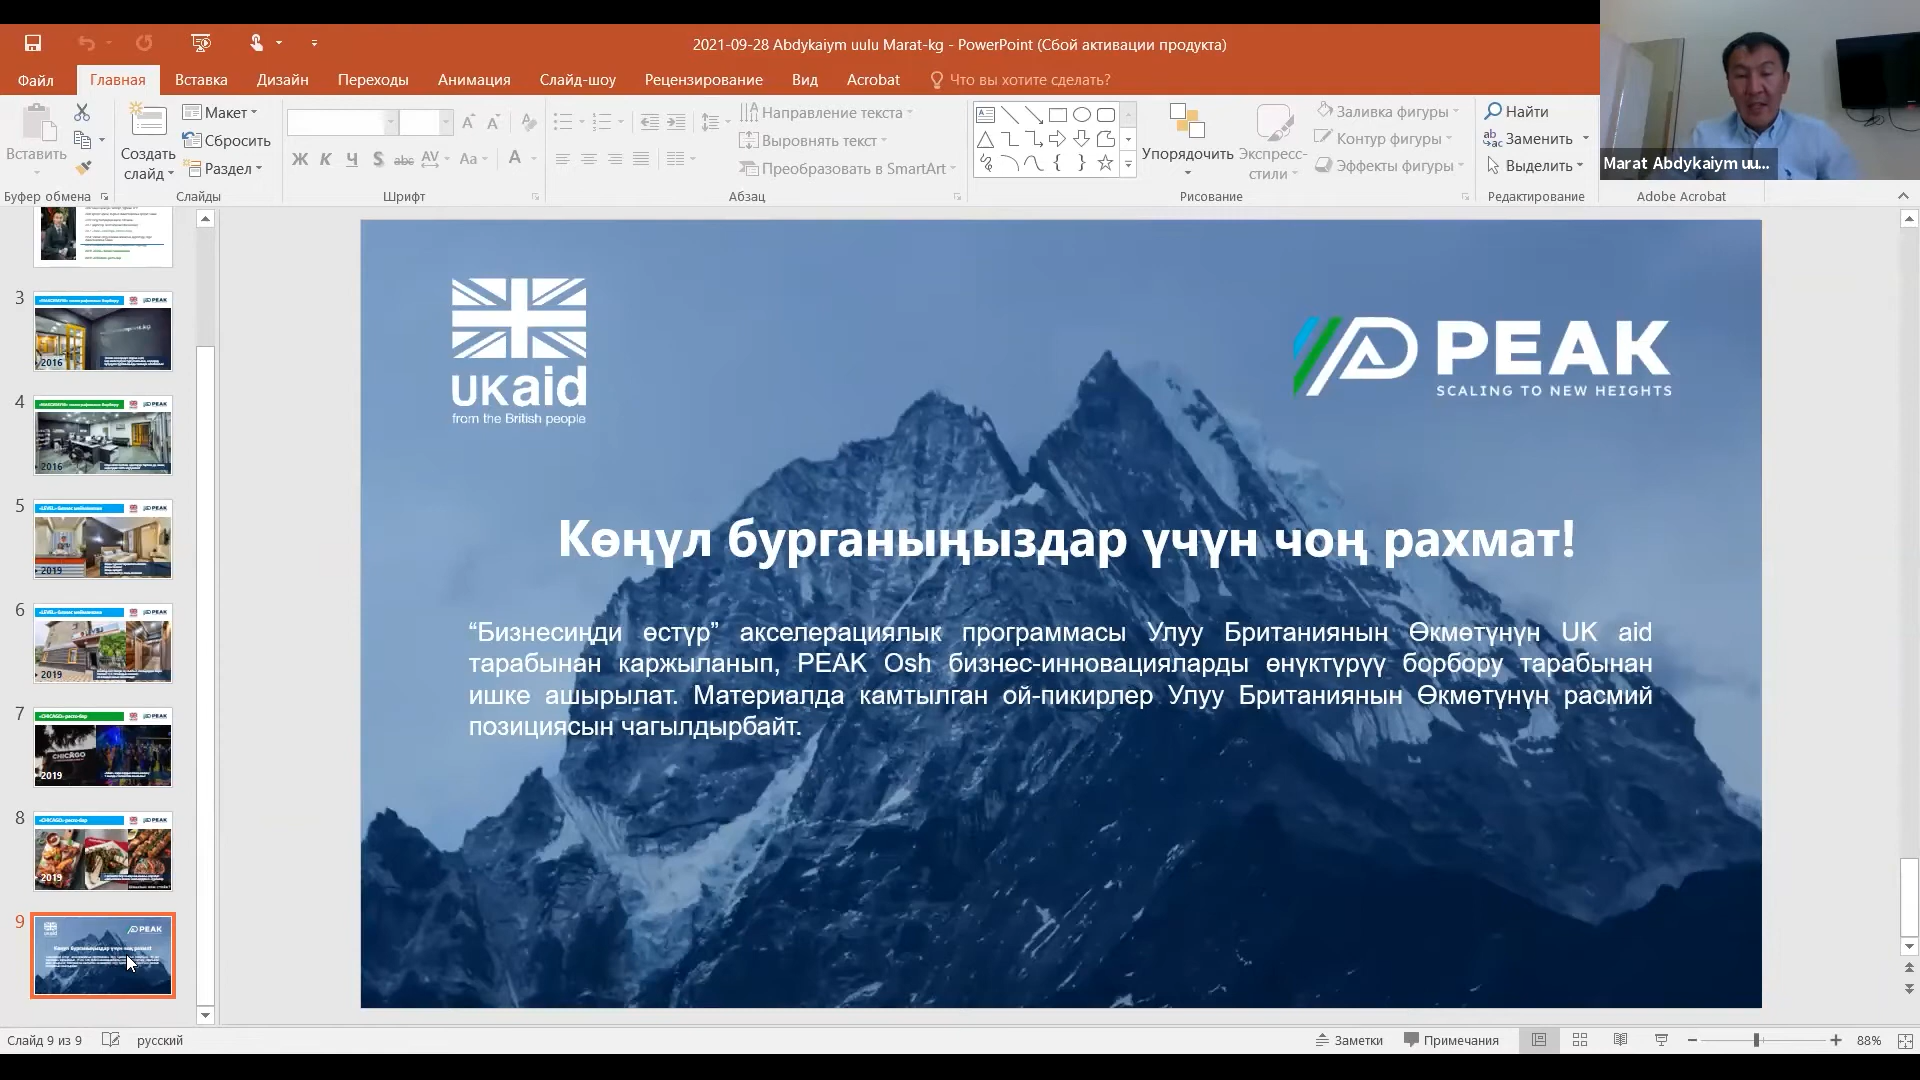 2021-09-28 Abdykaiym uulu Marat-kg - PowerPoint (Сбой активации продукта)
Файл Главная Вставка Дизайн Переходы Анимация Слайд-шоу Рецензирование Вид Acrobat Что вы хотите сделать?
Вставить
Буфер обмена
Создать слайд
Макет
Сбросить
Раздел
Слайды
Ж К Ч S abc AV Aa A
Шрифт
Направление текста
Выровнять текст
Преобразовать в SmartArt
Абзац
Упорядочить
Экспресс-стили
Заливка фигуры
Контур фигуры
Эффекты фигуры
Рисование
Найти
Заменить
Выделить
Редактирование
Adobe Acrobat
Marat Abdykaiym uu...
3
2016
4
2016
5
2019
6
2019
7
CHICAGO
2019
8
2019
9
UKaid
from the British people
PEAK
SCALING TO NEW HEIGHTS
Көңүл бурганыңыздар үчүн чоң рахмат!
“Бизнесиңди өстүр” акселерациялык программасы Улуу Британиянын Өкмөтүнүн UK aid
тарабынан каржыланып, PEAK Osh бизнес-инновацияларды өнүктүрүү борбору тарабынан
ишке ашырылат. Материалда камтылган ой-пикирлер Улуу Британиянын Өкмөтүнүн расмий
позициясын чагылдырбайт.
Слайд 9 из 9 русский Заметки Примечания 88%